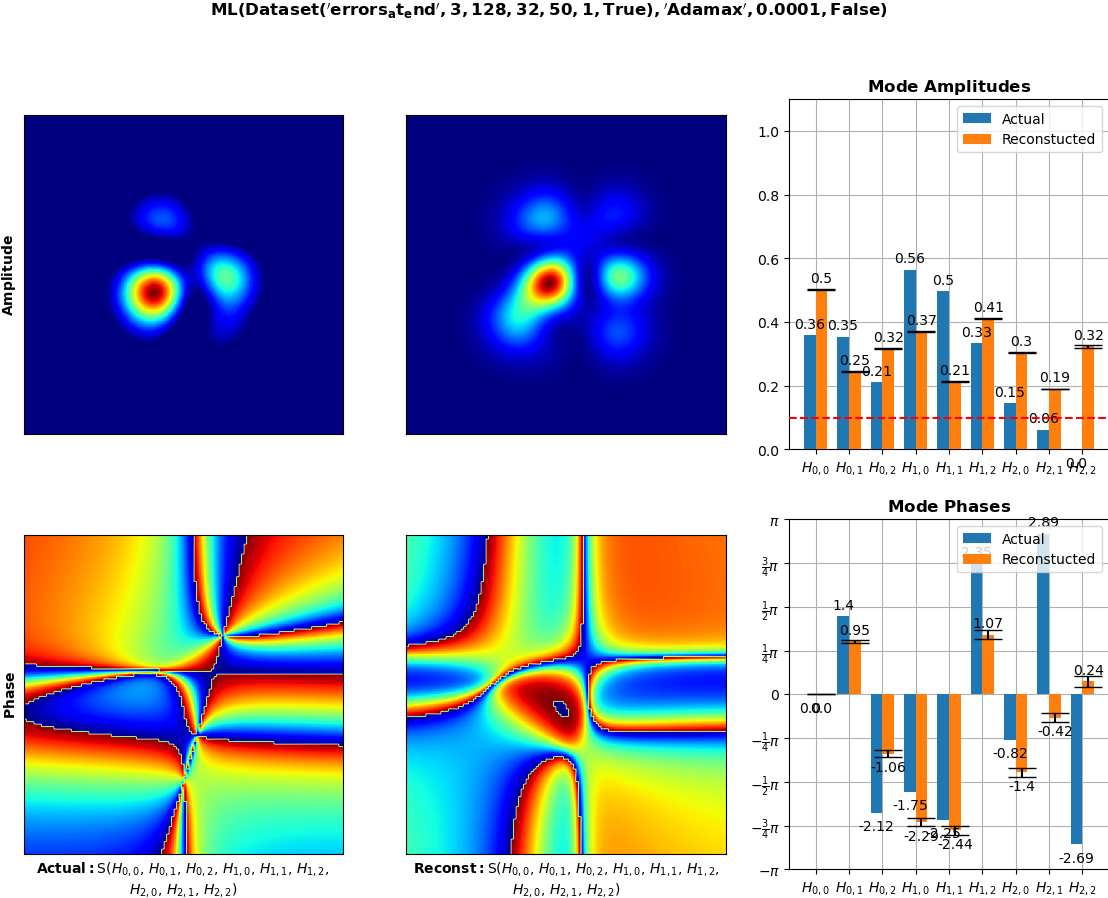 ML(Dataset('errors_at_end', 3, 128, 32, 50, 1, True), 'Adamax', 0.0001, False)
Amplitude
Mode Amplitudes
Actual
Reconstucted
1.0
0.8
0.6
0.4
0.2
0.0
0.36
0.5
0.35
0.25
0.21
0.32
0.56
0.37
0.5
0.21
0.33
0.41
0.15
0.3
0.06
0.19
0.0
0.32
H0,0 H0,1 H0,2 H1,0 H1,1 H1,2 H2,0 H2,1 H2,2
Phase
Actual: S(H0,0, H0,1, H0,2, H1,0, H1,1, H1,2,
H2,0, H2,1, H2,2)
Reconst: S(H0,0, H0,1, H0,2, H1,0, H1,1, H1,2,
H2,0, H2,1, H2,2)
Mode Phases
Actual
Reconstucted
π
3/4π
1/2π
1/4π
0
−1/4π
−1/2π
−3/4π
−π
0.0
0.0
1.4
0.95
-2.12
-1.06
-1.75
-2.29
-2.25
-2.44
2.35
1.07
-0.82
-1.4
2.89
-0.42
-2.69
0.24
H0,0 H0,1 H0,2 H1,0 H1,1 H1,2 H2,0 H2,1 H2,2